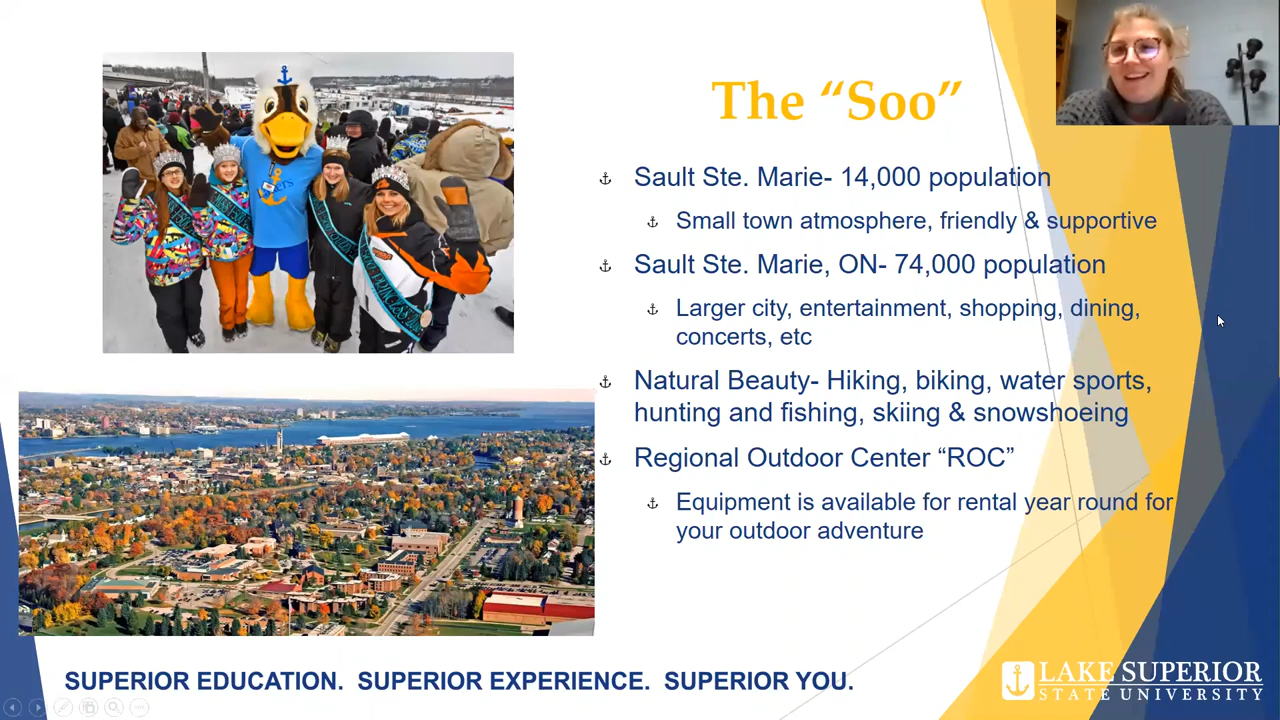 The “Soo”
Sault Ste. Marie- 14,000 population
Small town atmosphere, friendly & supportive
Sault Ste. Marie, ON- 74,000 population
Larger city, entertainment, shopping, dining,
concerts, etc
Natural Beauty- Hiking, biking, water sports,
hunting and fishing, skiing & snowshoeing
Regional Outdoor Center “ROC”
Equipment is available for rental year round for
your outdoor adventure
SUPERIOR EDUCATION. SUPERIOR EXPERIENCE. SUPERIOR YOU.
LAKE SUPERIOR
STATE UNIVERSITY